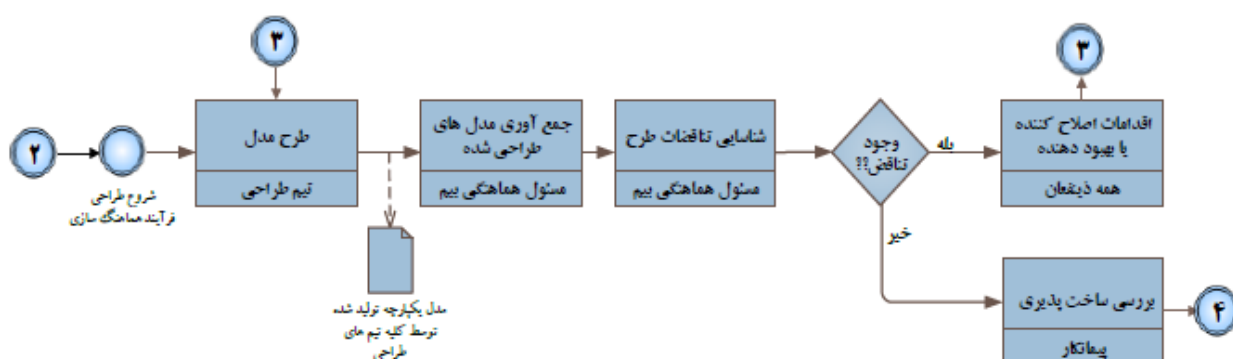 ۳
۳
۲
طرح مدل
تیم طراحی
جمع آوری مدل های
طراحی شده
مسئول هماهنگی بیم
شناسایی تناقضات طرح
مسئول هماهنگی بیم
وجود
تناقض؟؟
بله
خیر
اقدامات اصلاح کننده
یا بهبود دهنده
همه ذینفعان
شروع طراحی
فرآیند هماهنگ سازی
مدل یکپارچه تولید شده
توسط کلیه تیم های
طراحی
بررسی ساخت پذیری
پیمانکار
۴